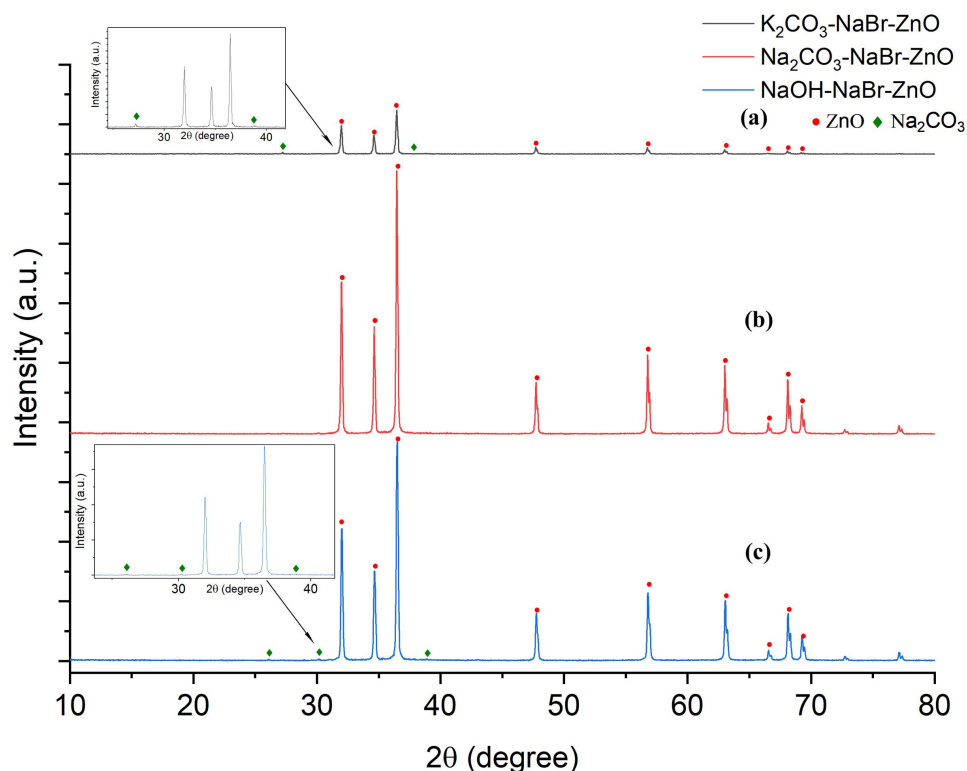 K₂CO₃-NaBr-ZnO
Na₂CO₃-NaBr-ZnO
NaOH-NaBr-ZnO
ZnO Na₂CO₃
(a)
Intensity (a.u.)
30 2θ (degree) 40
(b)
Intensity (a.u.)
Intensity (a.u.)
30 2θ (degree) 40
(c)
10 20 30 40 50 60 70 80
2θ (degree)